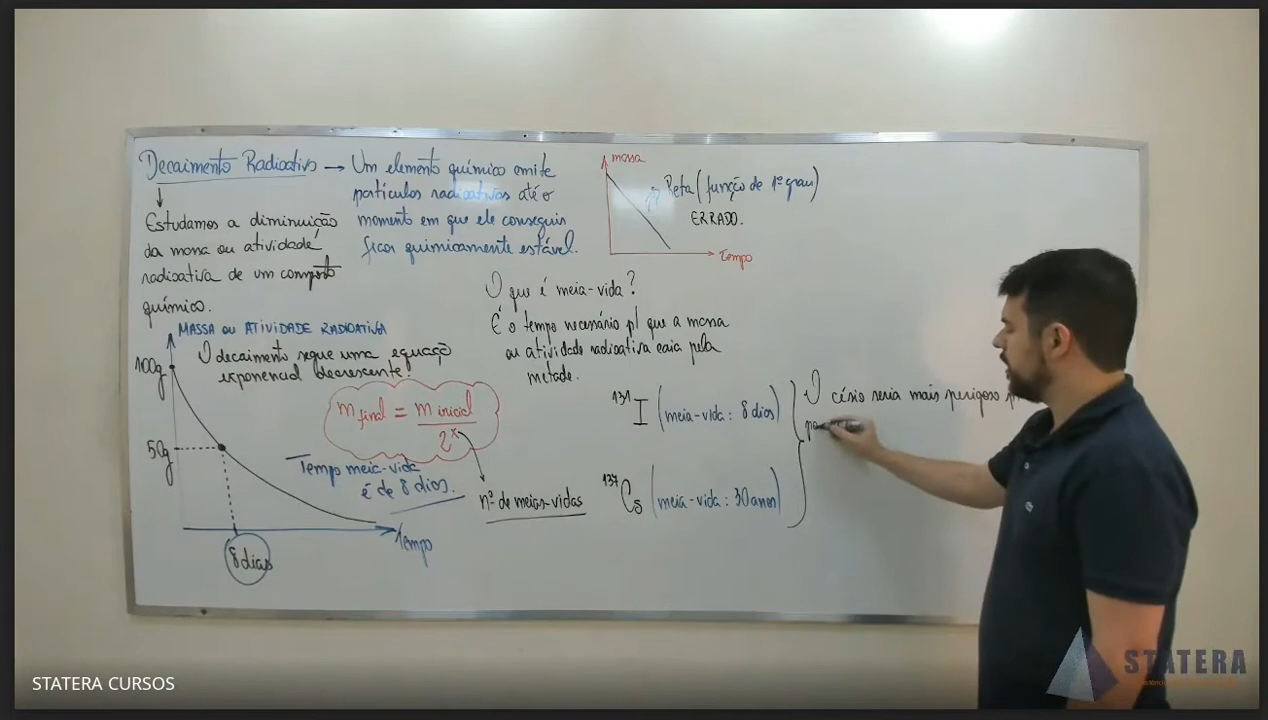 Decaimento Radioativo → Um elemento químico emite
partículas radioativas até o
momento em que ele conseguir
ficar quimicamente estável.
Estudamos a diminuição
da massa ou atividade
radioativa de um composto
químico.
massa
Reta (função de 1º grau)
ERRADO.
Tempo
O que é meia-vida?
É o tempo necessário p/ que a massa
ou atividade radioativa caia pela
metade.
MASSA OU ATIVIDADE RADIOATIVA
O decaimento segue uma equação
exponencial decrescente.
100g
50g
8 dias
Tempo
m final = m inicial / 2^x
nº de meias-vidas
Tempo meia-vida
é de 8 dias.
131 I (meia-vida: 8 dias)
137 Cs (meia-vida: 30 anos)
O césio seria mais perigoso
STATERA CURSOS
STATERA